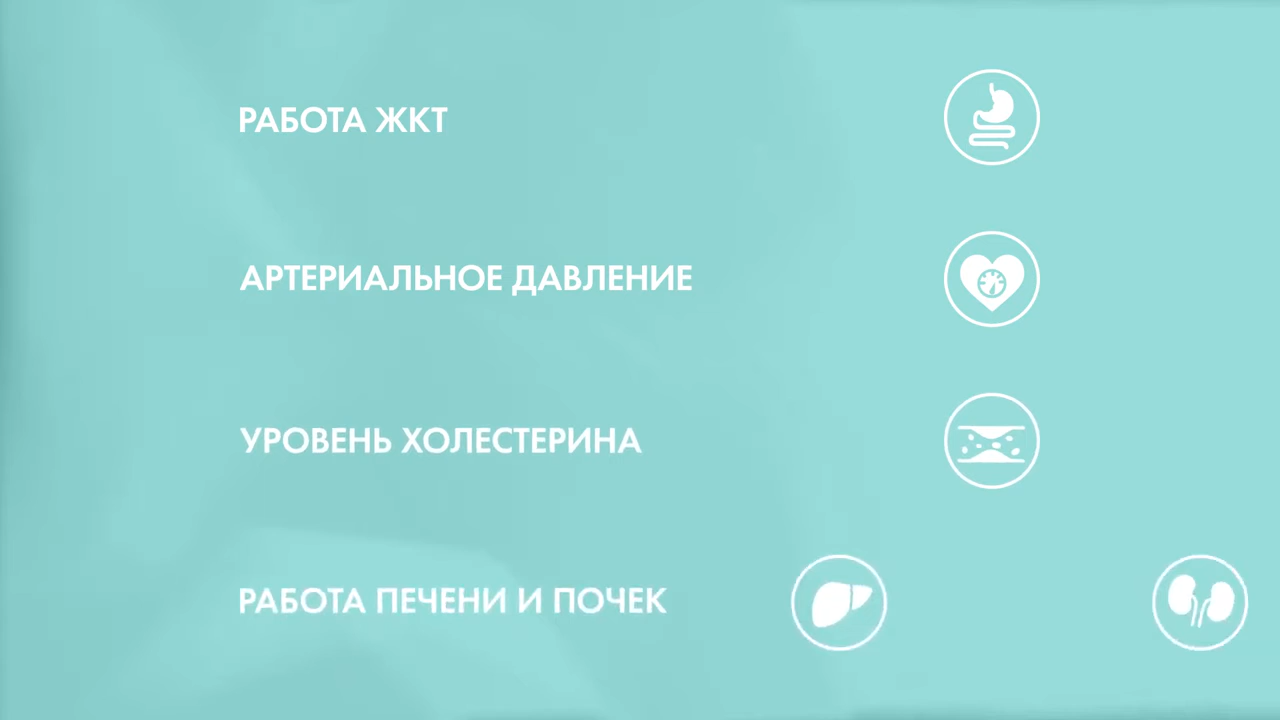 РАБОТА ЖКТ
АРТЕРИАЛЬНОЕ ДАВЛЕНИЕ
УРОВЕНЬ ХОЛЕСТЕРИНА
РАБОТА ПЕЧЕНИ И ПОЧЕК